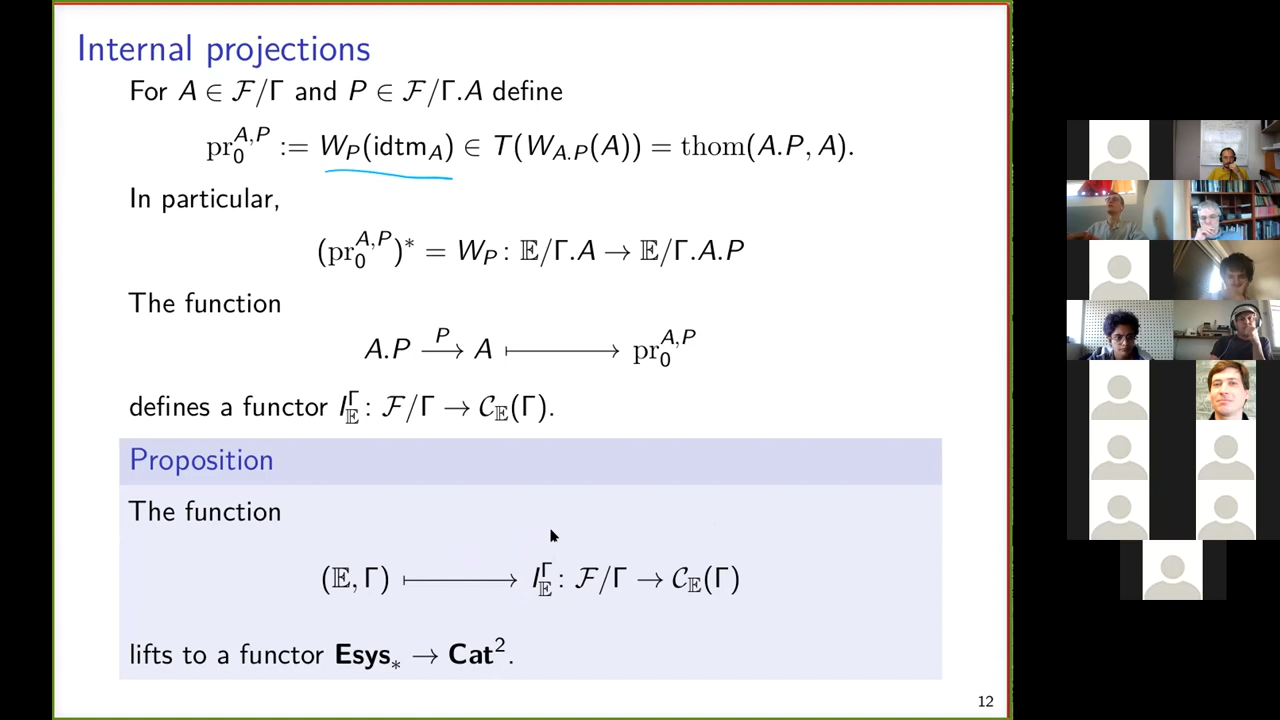 Internal projections
For A ∈ ℱ/Γ and P ∈ ℱ/Γ.A define
pr₀^{A,P} := W_P(idtm_A) ∈ T(W_{A.P}(A)) = thom(A.P, A).
In particular,
(pr₀^{A,P})* = W_P : 𝔼/Γ.A → 𝔼/Γ.A.P
The function
A.P —P→ A ⟼ pr₀^{A,P}
defines a functor I_𝔼^Γ : ℱ/Γ → 𝒞_𝔼(Γ).
Proposition
The function
(𝔼, Γ) ⟼ I_𝔼^Γ : ℱ/Γ → 𝒞_𝔼(Γ)
lifts to a functor Esys_* → Cat².
12